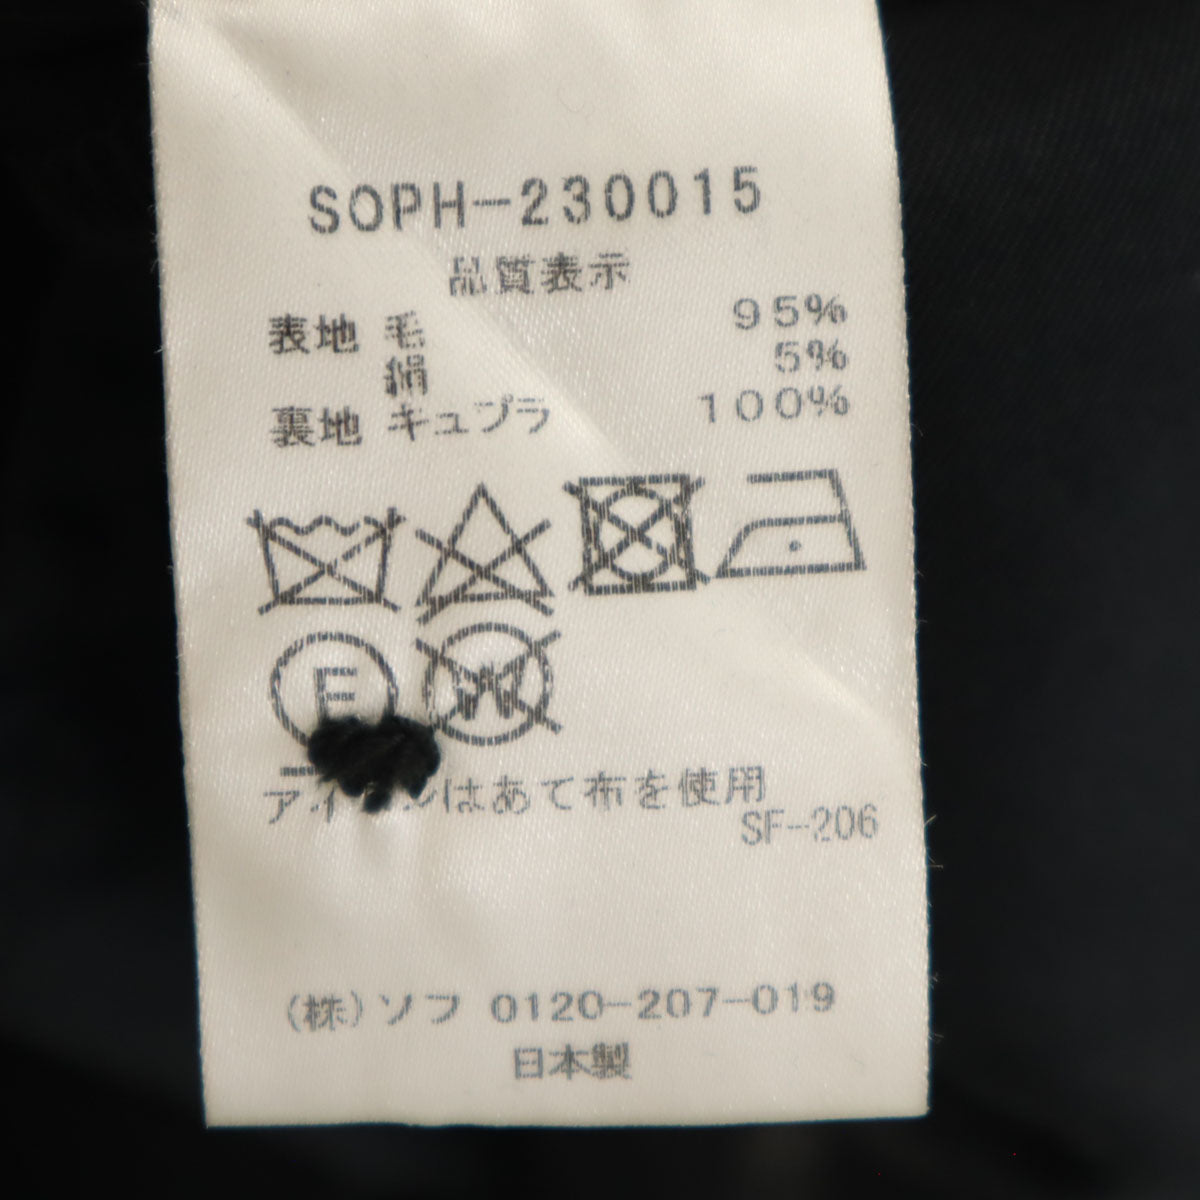 SOPH-230015
品質表示
表地 毛 95%
絹 5%
裏地 キュプラ 100%
F W
はあて布を使用
SF-206
(株)ソフ 0120-207-019
日本製